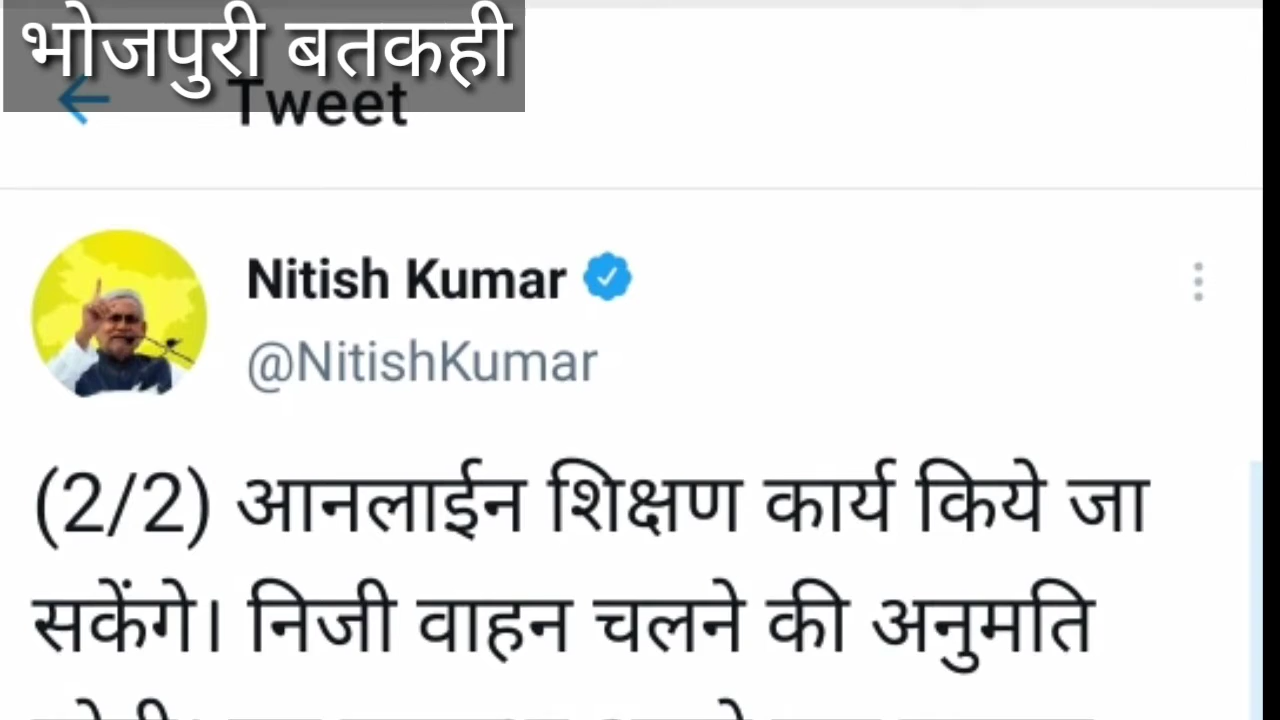 भोजपुरी बतकही
Tweet
Nitish Kumar
@NitishKumar
(2/2) आनलाईन शिक्षण कार्य किये जा
सकेंगे। निजी वाहन चलने की अनुमति